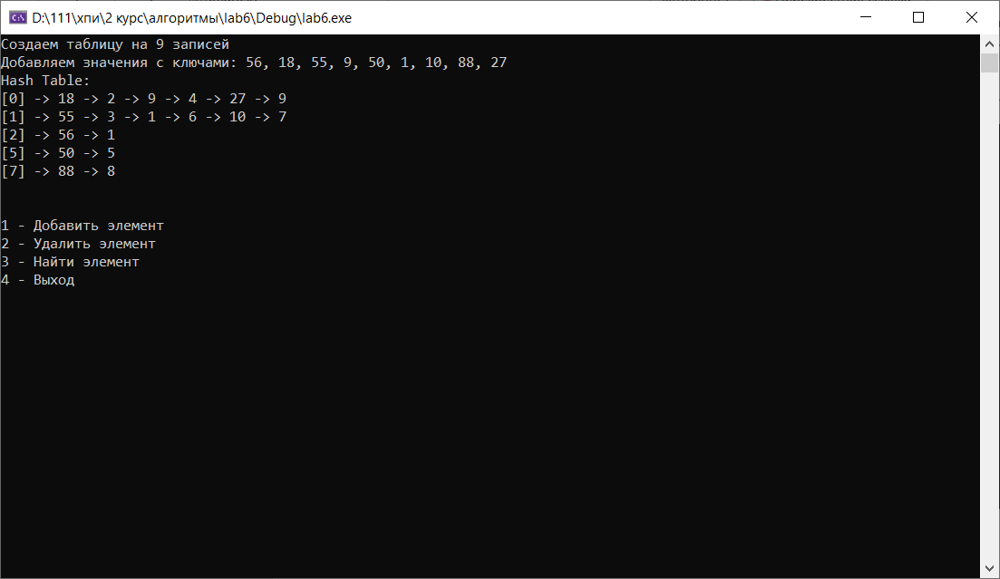 D:\111\хпи\2 курс\алгоритмы\lab6\Debug\lab6.exe
Создаем таблицу на 9 записей
Добавляем значения с ключами: 56, 18, 55, 9, 50, 1, 10, 88, 27
Hash Table:
[0] -> 18 -> 2 -> 9 -> 4 -> 27 -> 9
[1] -> 55 -> 3 -> 1 -> 6 -> 10 -> 7
[2] -> 56 -> 1
[5] -> 50 -> 5
[7] -> 88 -> 8
1 - Добавить элемент
2 - Удалить элемент
3 - Найти элемент
4 - Выход